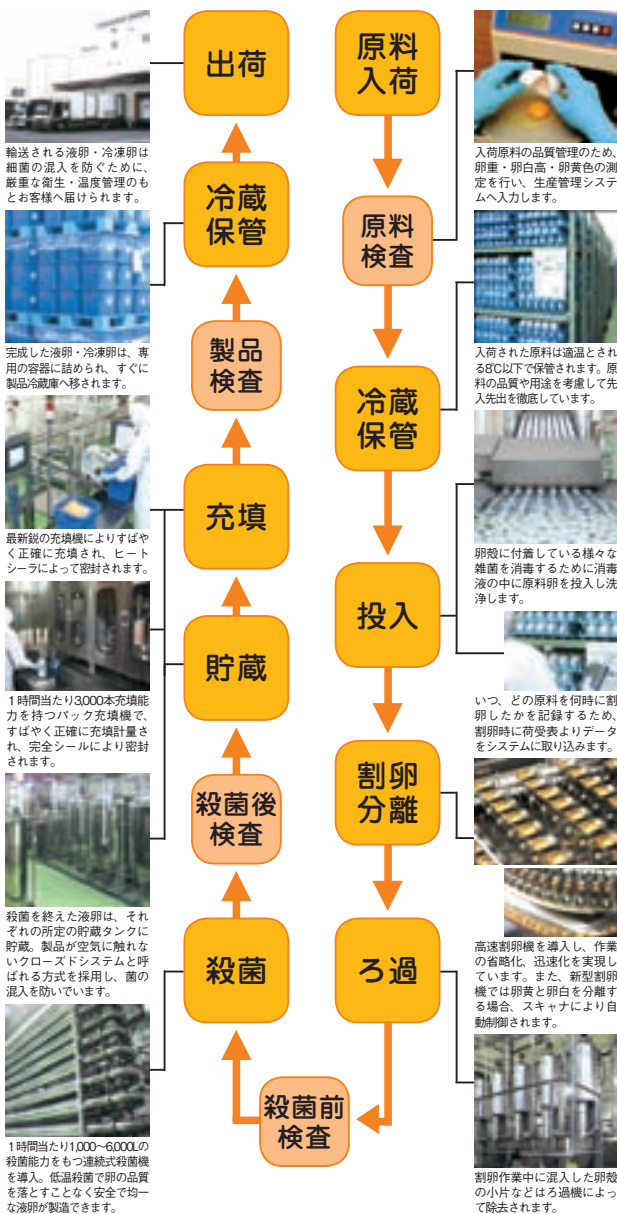 原料
入荷
入荷原料の品質管理のため、
卵重・卵白高・卵黄色の測
定を行い、生産管理システ
ムへ入力します。
原料
検査
入荷された原料は適温とされ
る8℃以下で保管されます。原
料の品質や用途を考慮して先
入先出を徹底しています。
冷蔵
保管
卵殻に付着している様々な
雑菌を消毒するために消毒
液の中に原料卵を投入し洗
浄します。
投入
いつ、どの原料を何時に割
卵したかを記録するため、
割卵時に荷受表よりデータ
をシステムに取り込みます。
割卵
分離
高速割卵機を導入し、作業
の省略化、迅速化を実現し
ています。また、新型割卵
機では卵黄と卵白を分離す
る場合、スキャナにより自
動制御されます。
ろ過
割卵作業中に混入した卵殻
の小片などはろ過機によっ
て除去されます。
殺菌前
検査
殺菌
1時間当たり1,000〜6,000Lの
殺菌能力をもつ連続式殺菌機
を導入。低温殺菌で卵の品質
を落とすことなく安全で均一
な液卵が製造できます。
殺菌後
検査
殺菌を終えた液卵は、それ
ぞれの所定の貯蔵タンクに
貯蔵。製品が空気に触れな
いクローズドシステムと呼
ばれる方式を採用し、菌の
混入を防いでいます。
貯蔵
1時間当たり3,000本充填能
力を持つパック充填機で、
すばやく正確に充填計量さ
れ、完全シールにより密封
されます。
充填
最新鋭の充填機によりすばや
く正確に充填され、ヒート
シーラによって密封されます。
製品
検査
完成した液卵・冷凍卵は、専
用の容器に詰められ、すぐに
製品冷蔵庫へ移されます。
冷蔵
保管
輸送される液卵・冷凍卵は
細菌の混入を防ぐために、
厳重な衛生・温度管理のも
とお客様へ届けられます。
出荷